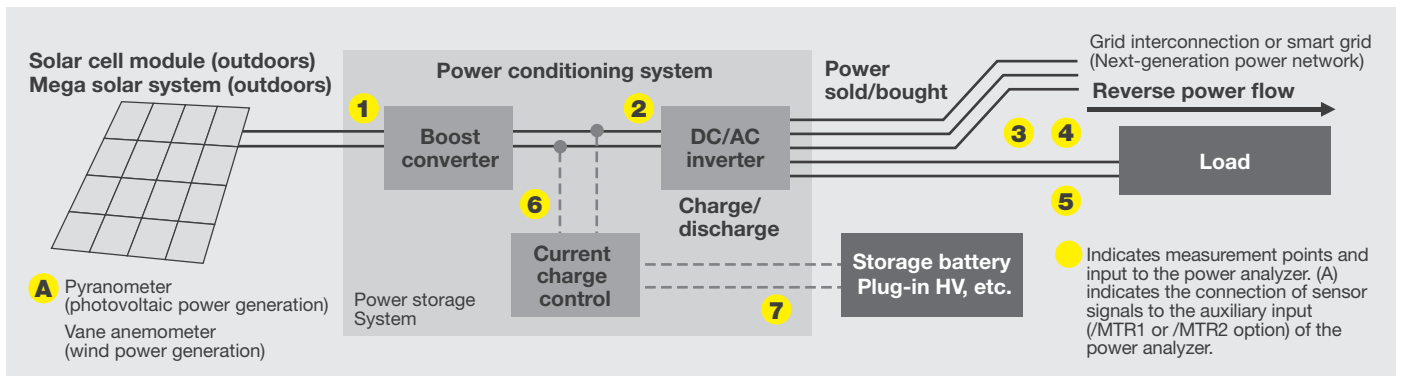 Solar cell module (outdoors)
Mega solar system (outdoors)
Power conditioning system
Power
sold/bought
Grid interconnection or smart grid
(Next-generation power network)
Reverse power flow
1
Boost
converter
2
DC/AC
inverter
3
4
Load
5
6
Charge/
discharge
Current
charge
control
Storage battery
Plug-in HV, etc.
7
Power storage
System
A
Pyranometer
(photovoltaic power generation)
Vane anemometer
(wind power generation)
Indicates measurement points and
input to the power analyzer. (A)
indicates the connection of sensor
signals to the auxiliary input
(/MTR1 or /MTR2 option) of the
power analyzer.